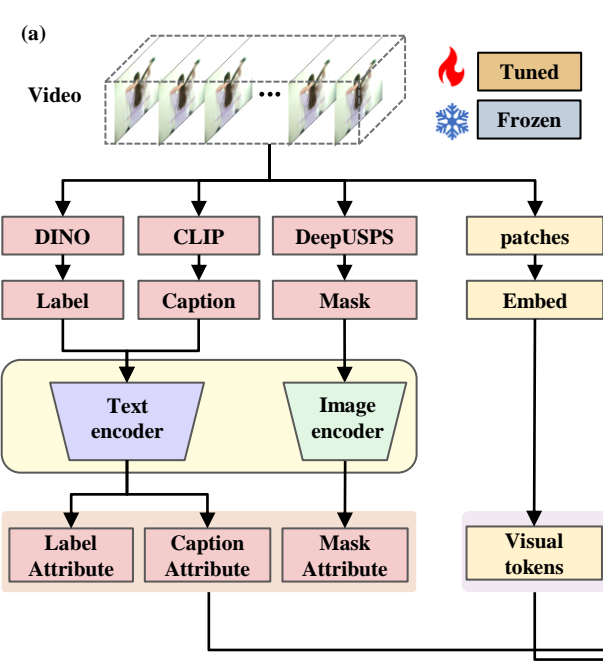 (a)
Video
...
Tuned
Frozen
DINO
CLIP
DeepUSPS
patches
Label
Caption
Mask
Embed
Text
encoder
Image
encoder
Label
Attribute
Caption
Attribute
Mask
Attribute
Visual
tokens